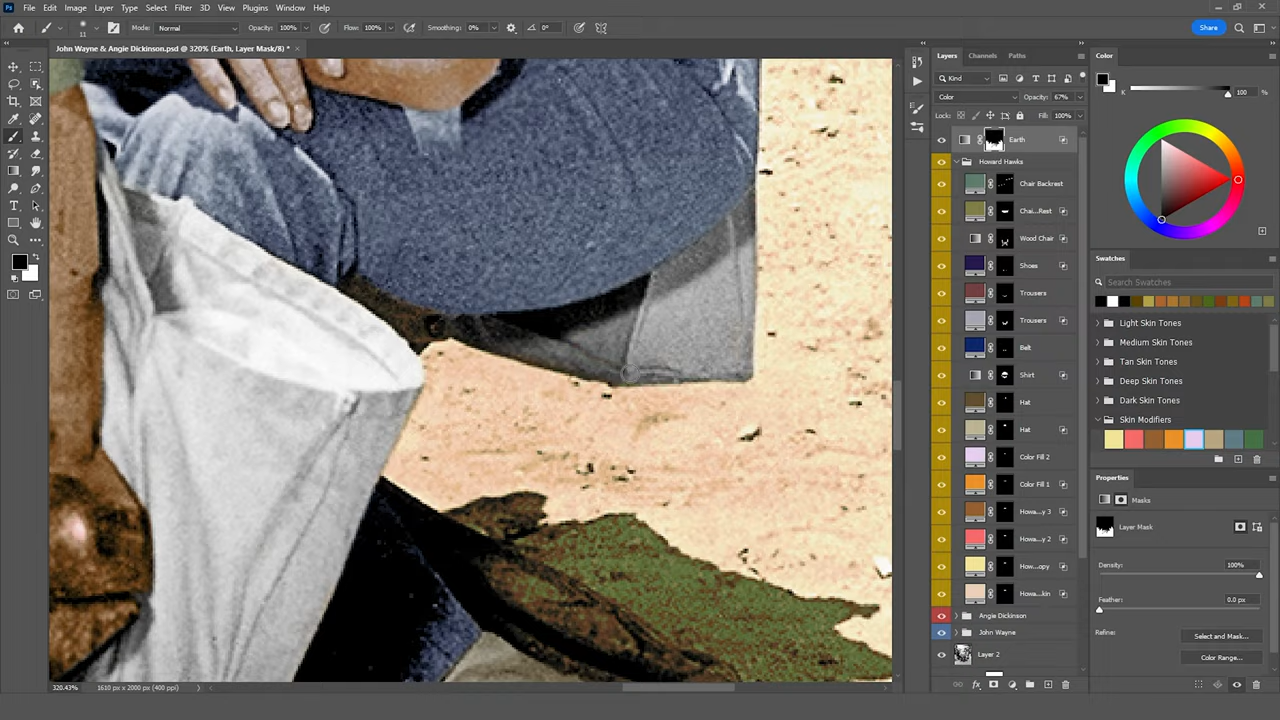 Ps File Edit Image Layer Type Select Filter 3D View Plugins Window Help
11 Mode: Normal Opacity: 100% Flow: 100% Smoothing: 0% 0° Share
John Wayne & Angie Dickinson.psd @ 320% (Earth, Layer Mask/8) * ×
Layers Channels Paths
Kind
Color Opacity: 67%
Lock: Fill: 100%
Earth
Howard Hawks
Chair Backrest
Chai...Rest
Wood Chair
Shoes
Trousers
Trousers
Belt
Shirt
Hat
Hat
Color Fill 2
Color Fill 1
Howa...y 3
Howa...y 2
How...opy
Howa...kin
Angie Dickinson
John Wayne
Layer 2
Color
K 100 %
Swatches
Search Swatches
Light Skin Tones
Medium Skin Tones
Tan Skin Tones
Deep Skin Tones
Dark Skin Tones
Skin Modifiers
Properties
Masks
Layer Mask
Density: 100%
Feather: 0.0 px
Refine: Select and Mask...
Color Range...
320.43% 1610 px x 2000 px (400 ppi)